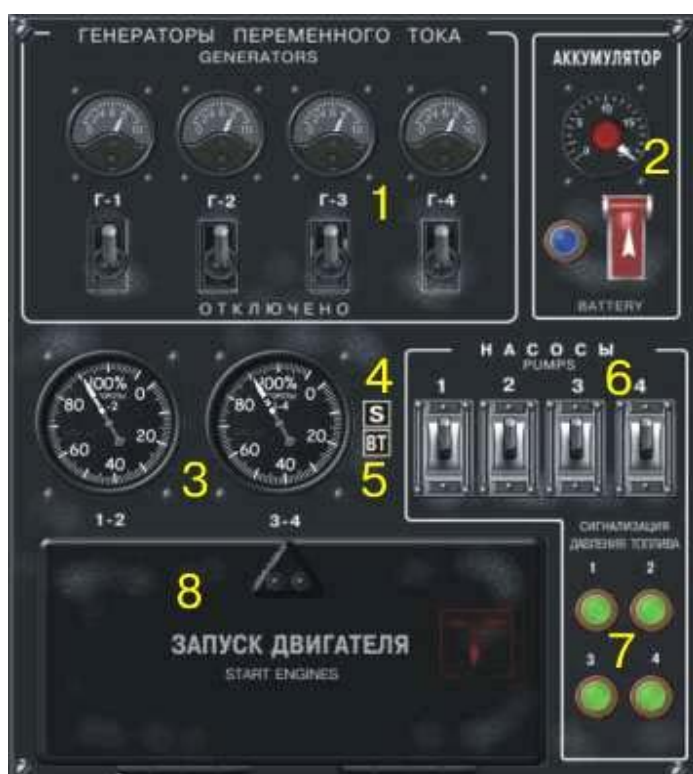 ГЕНЕРАТОРЫ ПЕРЕМЕННОГО ТОКА
GENERATORS
Г-1 Г-2 Г-3 Г-4
1
ОТКЛЮЧЕНО
АККУМУЛЯТОР
10
2
BATTERY
100%
0
80
20
60
40
3
1-2
100%
0
80
20
60
40
3-4
4
S
ВТ
5
НАСОСЫ
PUMPS
6
1 2 3 4
СИГНАЛИЗАЦИЯ
ДАВЛЕНИЯ ТОПЛИВА
1 2
7
3 4
8
ЗАПУСК ДВИГАТЕЛЯ
START ENGINES